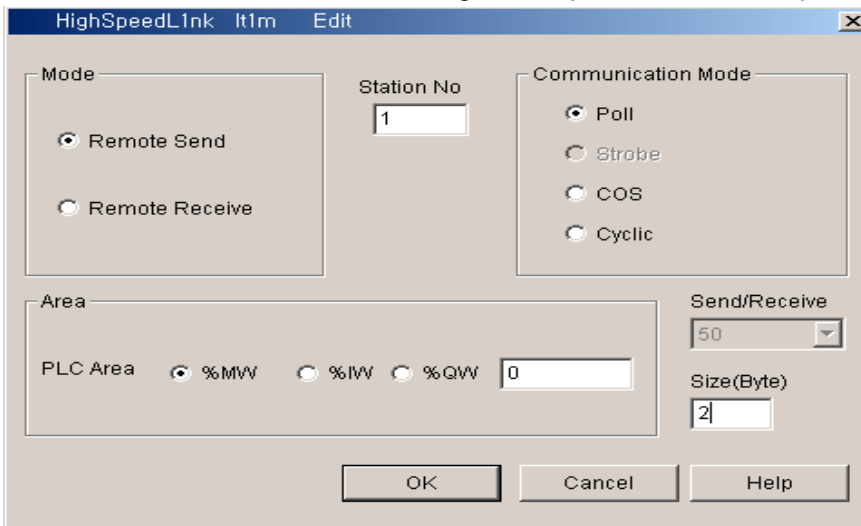 HighSpeedL1nk It1m Edit
Mode
Remote Send
Remote Receive
Station No
1
Communication Mode
Poll
Strobe
COS
Cyclic
Area
PLC Area %MW %IW %QW 0
Send/Receive
50
Size(Byte)
2
OK Cancel Help